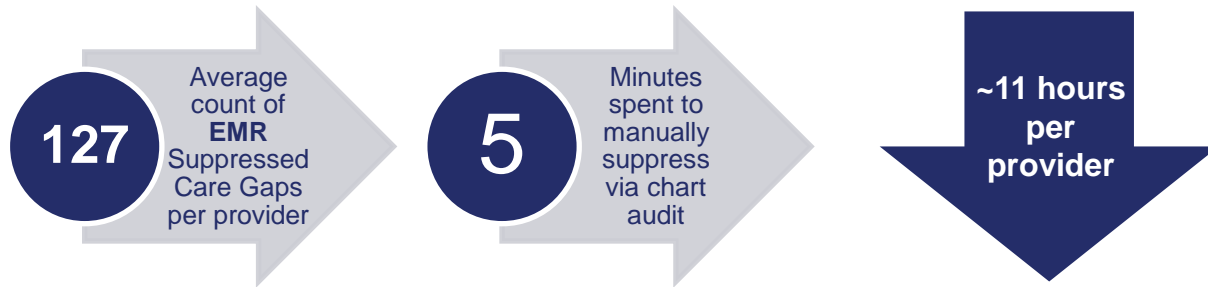 127
Average
count of
EMR
Suppressed
Care Gaps
per provider
5
Minutes
spent to
manually
suppress
via chart
audit
~11 hours
per
provider